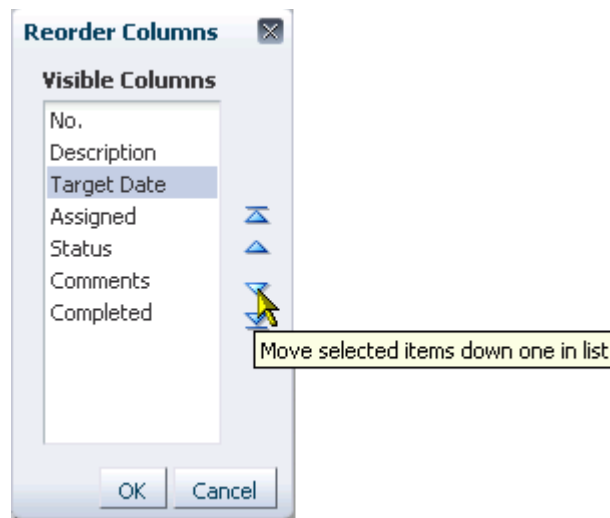 Reorder Columns
Visible Columns
No.
Description
Target Date
Assigned
Status
Comments
Completed
Move selected items down one in list
OK
Cancel